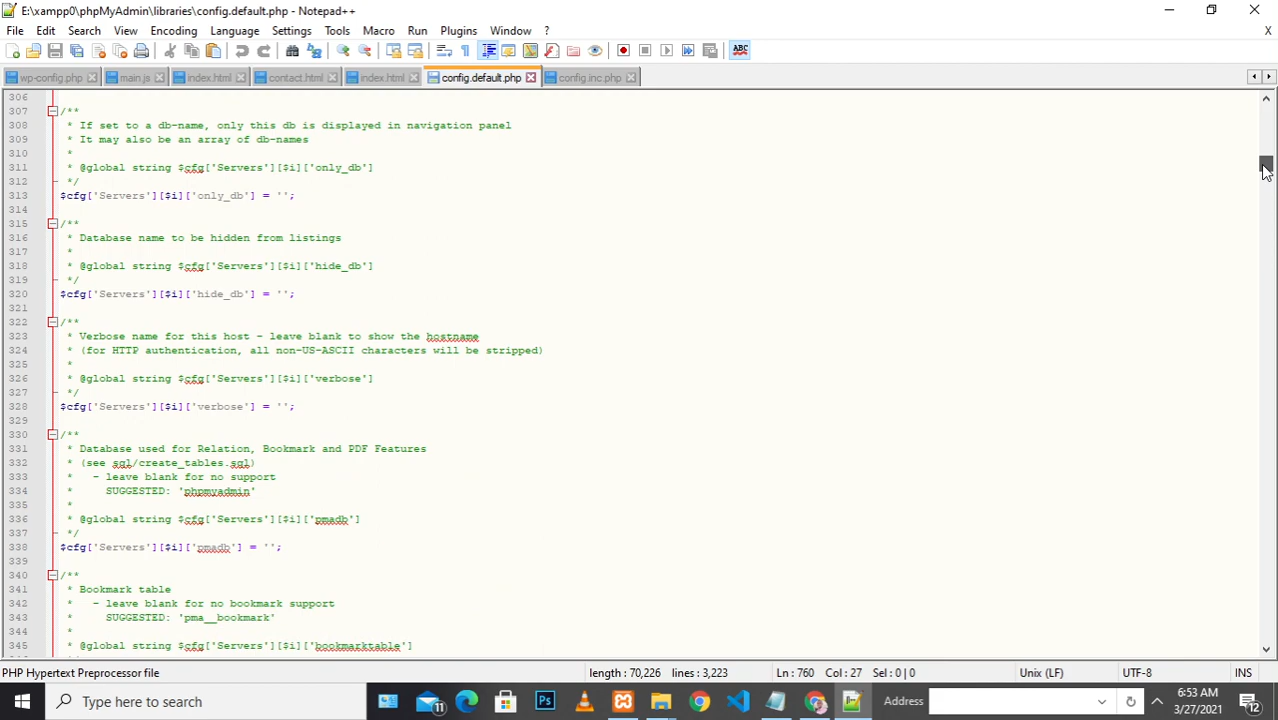 E:\xampp0\phpMyAdmin\libraries\config.default.php - Notepad++
File Edit Search View Encoding Language Settings Tools Macro Run Plugins Window ? X
wp-config.php main.js index.html contact.html index.html config.default.php config.inc.php
306
307 /**
308 * If set to a db-name, only this db is displayed in navigation panel
309 * It may also be an array of db-names
310 *
311 * @global string $cfg['Servers'][$i]['only_db']
312 */
313 $cfg['Servers'][$i]['only_db'] = '';
314
315 /**
316 * Database name to be hidden from listings
317 *
318 * @global string $cfg['Servers'][$i]['hide_db']
319 */
320 $cfg['Servers'][$i]['hide_db'] = '';
321
322 /**
323 * Verbose name for this host - leave blank to show the hostname
324 * (for HTTP authentication, all non-US-ASCII characters will be stripped)
325 *
326 * @global string $cfg['Servers'][$i]['verbose']
327 */
328 $cfg['Servers'][$i]['verbose'] = '';
329
330 /**
331 * Database used for Relation, Bookmark and PDF Features
332 * (see sql/create_tables.sql)
333 * - leave blank for no support
334 * SUGGESTED: 'phpmyadmin'
335 *
336 * @global string $cfg['Servers'][$i]['pmadb']
337 */
338 $cfg['Servers'][$i]['pmadb'] = '';
339
340 /**
341 * Bookmark table
342 * - leave blank for no bookmark support
343 * SUGGESTED: 'pma__bookmark'
344 *
345 * @global string $cfg['Servers'][$i]['bookmarktable']
PHP Hypertext Preprocessor file length : 70,226 lines : 3,223 Ln : 760 Col : 27 Sel : 0 | 0 Unix (LF) UTF-8 INS
Type here to search 11 Ps Address 6:53 AM
3/27/2021 12